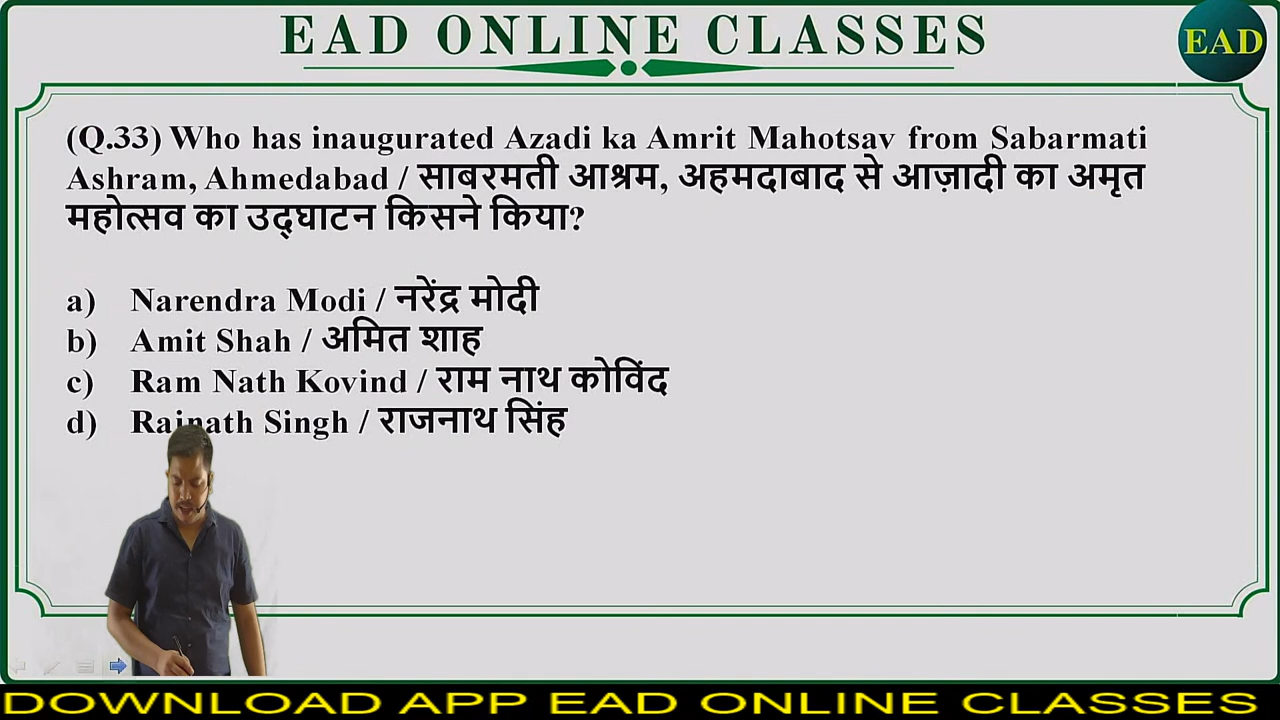 EAD ONLINE CLASSES
EAD
(Q.33) Who has inaugurated Azadi ka Amrit Mahotsav from Sabarmati
Ashram, Ahmedabad / साबरमती आश्रम, अहमदाबाद से आज़ादी का अमृत
महोत्सव का उद्घाटन किसने किया?
a) Narendra Modi / नरेंद्र मोदी
b) Amit Shah / अमित शाह
c) Ram Nath Kovind / राम नाथ कोविंद
d) Rajnath Singh / राजनाथ सिंह
DOWNLOAD APP EAD ONLINE CLASSES